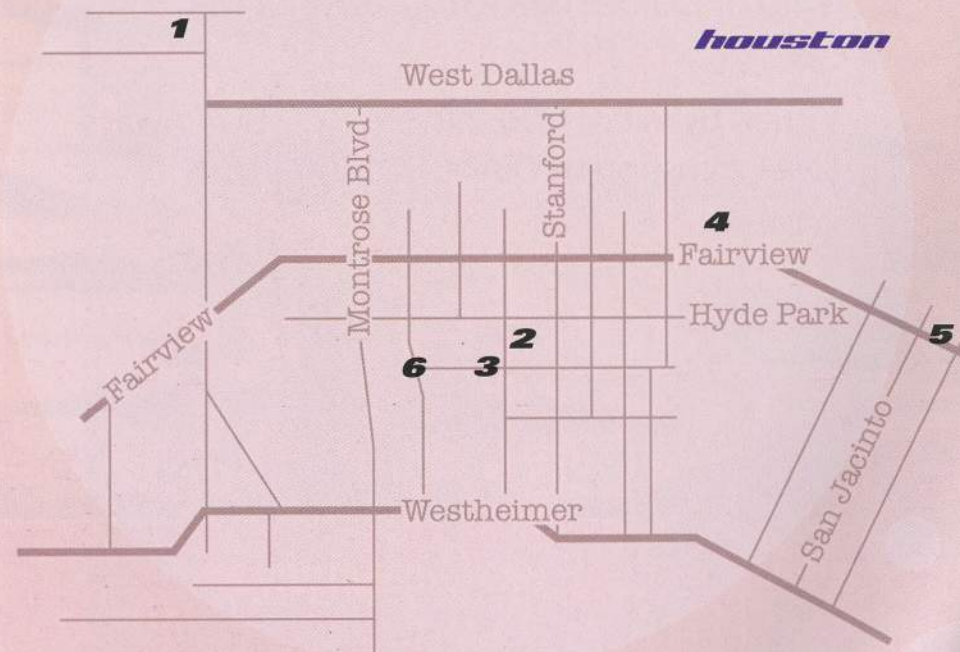 1
houston
West Dallas
Montrose Blvd
Stanford
4
Fairview
Hyde Park
Fairview
2
5
6
3
San Jacinto
Westheimer